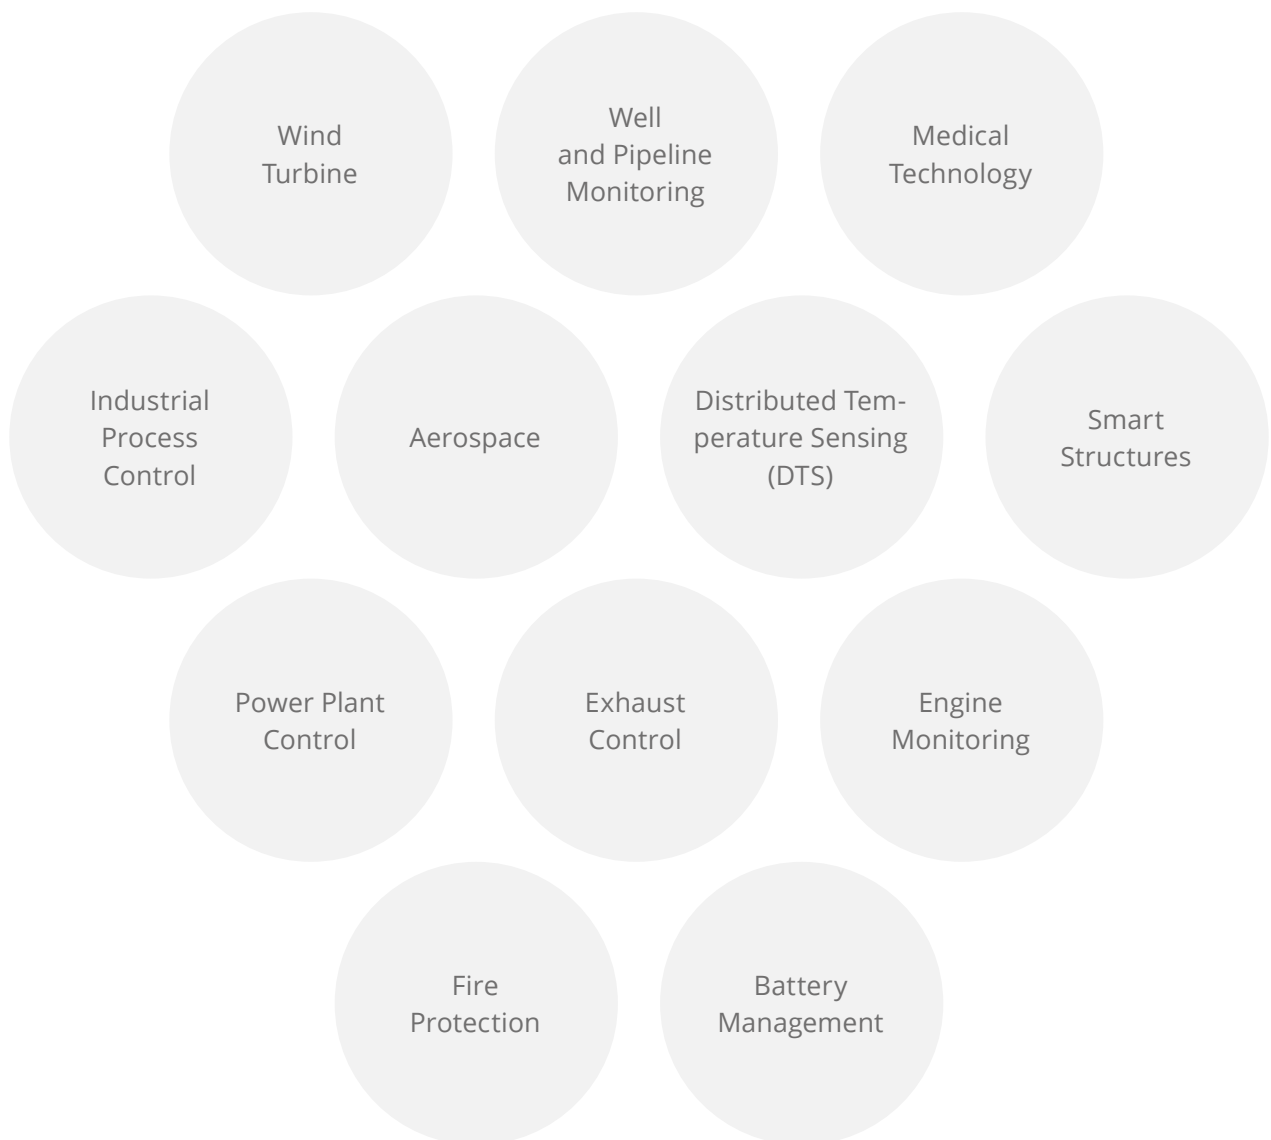 Wind
Turbine
Well
and Pipeline
Monitoring
Medical
Technology
Industrial
Process
Control
Aerospace
Distributed Tem-
perature Sensing
(DTS)
Smart
Structures
Power Plant
Control
Exhaust
Control
Engine
Monitoring
Fire
Protection
Battery
Management